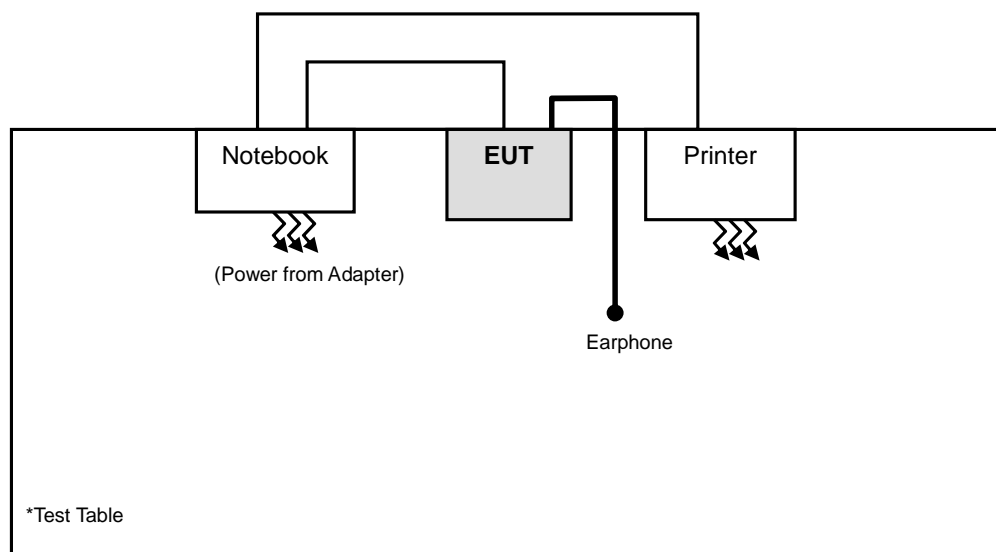 Notebook
EUT
Printer
(Power from Adapter)
Earphone
*Test Table